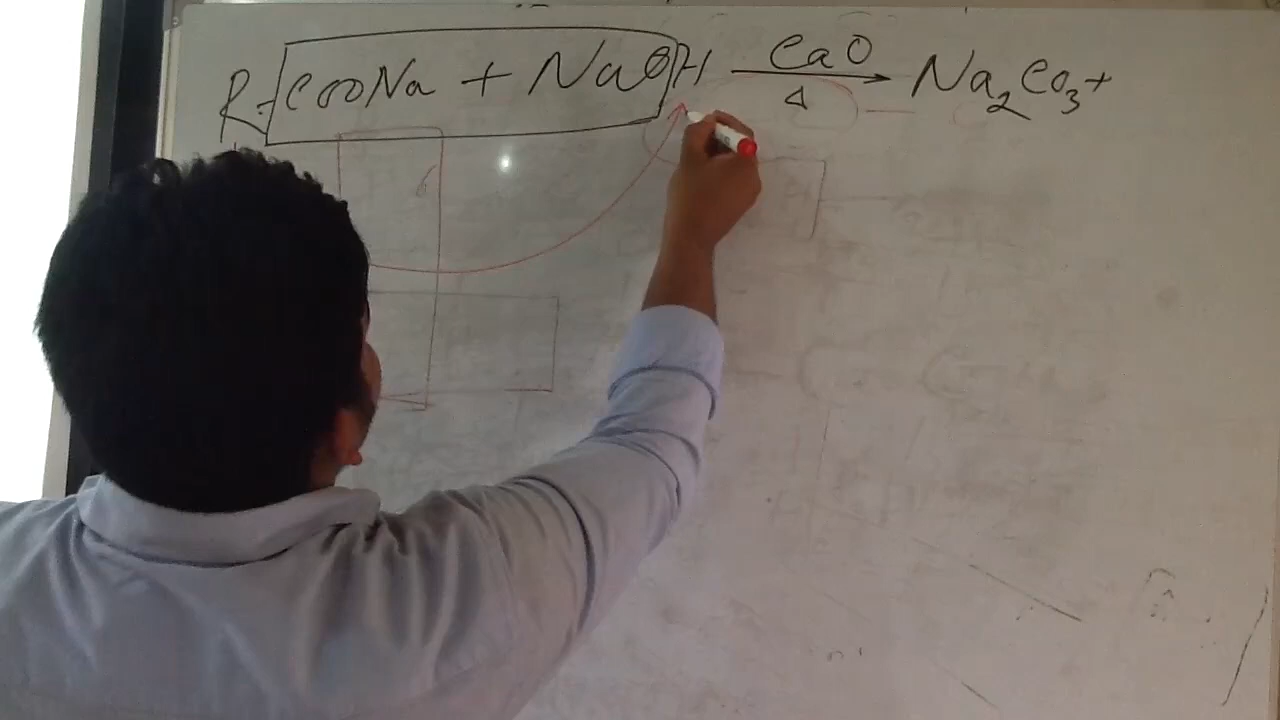 R-COONa + NaOH CaO Δ → Na₂CO₃ +